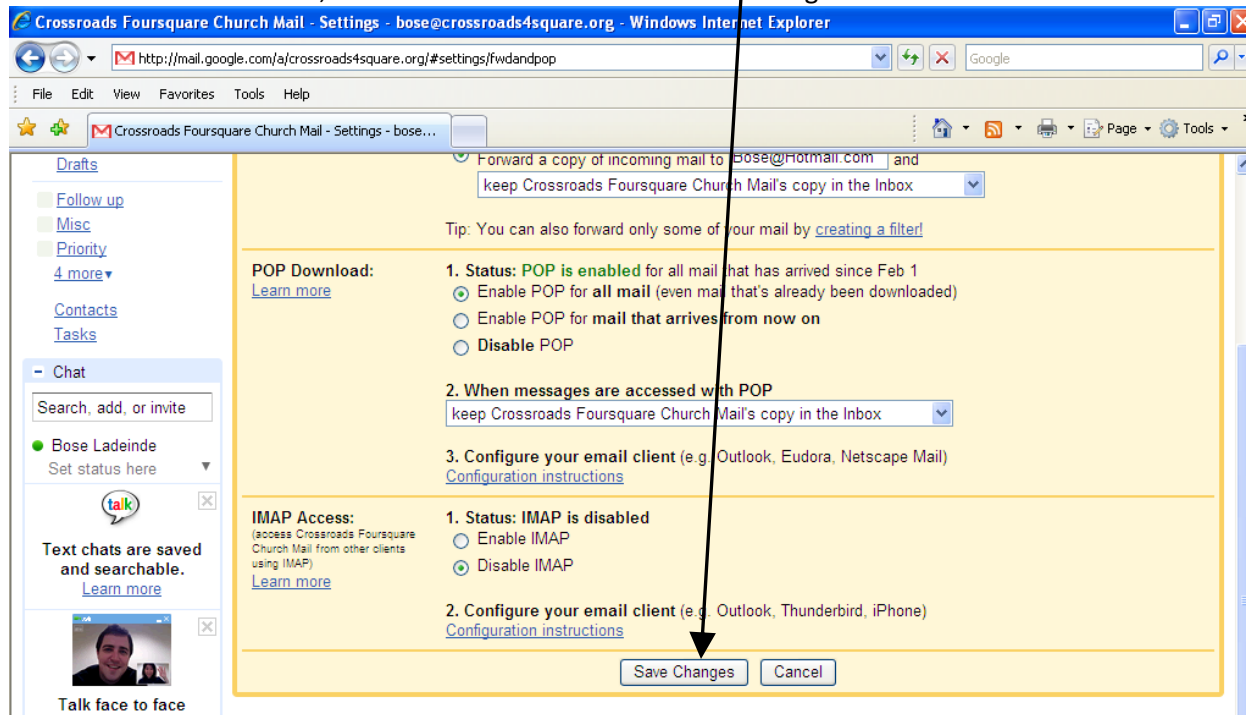 Crossroads Foursquare Church Mail - Settings - bose@crossroads4square.org - Windows Internet Explorer
http://mail.google.com/a/crossroads4square.org/#settings/fwdandpop
Google
File Edit View Favorites Tools Help
Crossroads Foursquare Church Mail - Settings - bose...
Page Tools
Drafts
Follow up
Misc
Priority
4 more
Contacts
Tasks
Chat
Search, add, or invite
Bose Ladeinde
Set status here
talk
Text chats are saved
and searchable.
Learn more
Talk face to face
Forward a copy of incoming mail to Bose@Hotmail.com and
keep Crossroads Foursquare Church Mail's copy in the Inbox
Tip: You can also forward only some of your mail by creating a filter!
POP Download:
Learn more
1. Status: POP is enabled for all mail that has arrived since Feb 1
Enable POP for all mail (even mail that's already been downloaded)
Enable POP for mail that arrives from now on
Disable POP
2. When messages are accessed with POP
keep Crossroads Foursquare Church Mail's copy in the Inbox
3. Configure your email client (e.g. Outlook, Eudora, Netscape Mail)
Configuration instructions
IMAP Access:
(access Crossroads Foursquare
Church Mail from other clients
using IMAP)
Learn more
1. Status: IMAP is disabled
Enable IMAP
Disable IMAP
2. Configure your email client (e.g. Outlook, Thunderbird, iPhone)
Configuration instructions
Save Changes Cancel